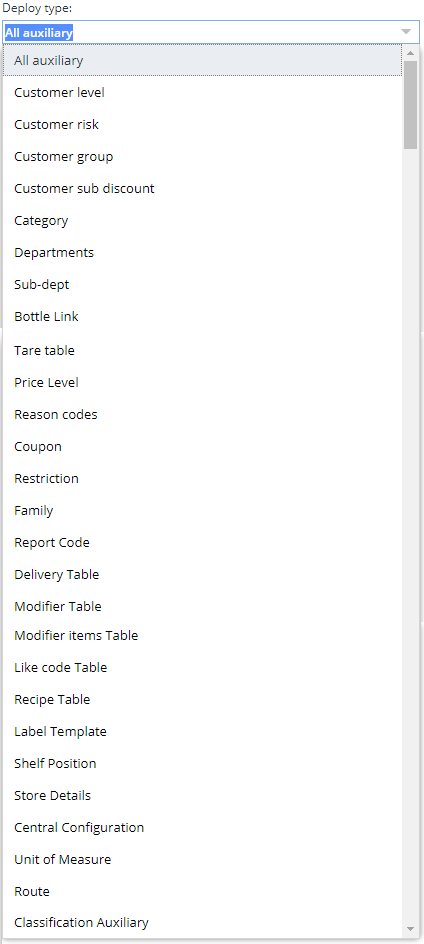 Deploy type:
All auxiliary
All auxiliary
Customer level
Customer risk
Customer group
Customer sub discount
Category
Departments
Sub-dept
Bottle Link
Tare table
Price Level
Reason codes
Coupon
Restriction
Family
Report Code
Delivery Table
Modifier Table
Modifier items Table
Like code Table
Recipe Table
Label Template
Shelf Position
Store Details
Central Configuration
Unit of Measure
Route
Classification Auxiliary